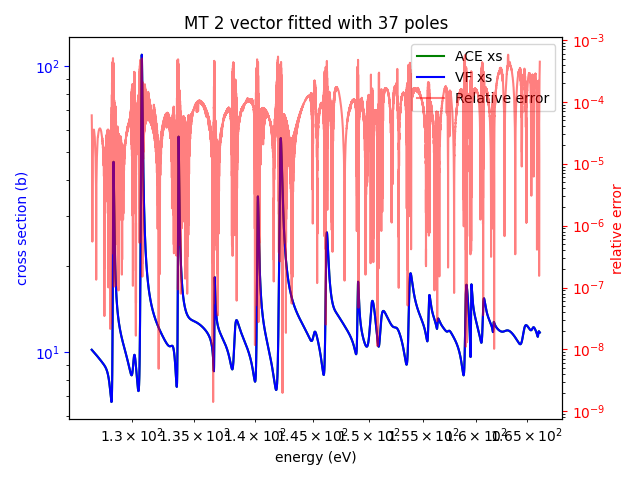 MT 2 vector fitted with 37 poles
ACE xs
VF xs
Relative error
cross section (b)
10²
10¹
10⁻³
10⁻⁴
10⁻⁵
10⁻⁶
10⁻⁷
10⁻⁸
10⁻⁹
relative error
1.3 × 10² 1.35 × 10² 1.4 × 10² 1.45 × 10² 1.5 × 10² 1.55 × 10² 1.6 × 10² 1.65 × 10²
energy (eV)